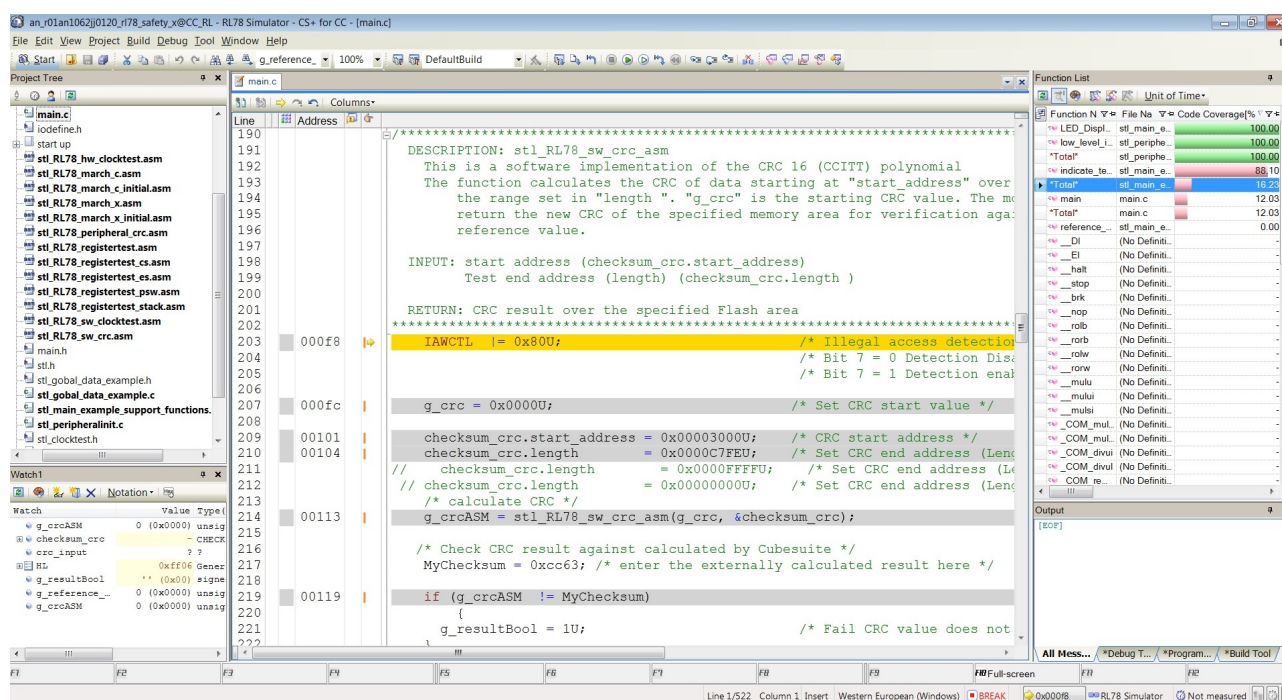 an_r01an1062jj0120_rl78_safety_x@CC_RL - RL78 Simulator - CS+ for CC - [main.c]
File Edit View Project Build Debug Tool Window Help
Start g_reference_ 100% DefaultBuild
Project Tree
main.c
iodefine.h
start up
stl_RL78_hw_clocktest.asm
stl_RL78_march_c.asm
stl_RL78_march_c_initial.asm
stl_RL78_march_x.asm
stl_RL78_march_x_initial.asm
stl_RL78_peripheral_crc.asm
stl_RL78_registertest.asm
stl_RL78_registertest_cs.asm
stl_RL78_registertest_es.asm
stl_RL78_registertest_psw.asm
stl_RL78_registertest_stack.asm
stl_RL78_sw_clocktest.asm
stl_RL78_sw_crc.asm
main.h
stl.h
stl_gobal_data_example.h
stl_gobal_data_example.c
stl_main_example_support_functions.
stl_peripheralinit.c
stl_clocktest.h
Watch1
Notation
Watch Value Type(
g_crcASM 0 (0x0000) unsig
checksum_crc - CHECK
crc_input ? ?
HL 0xff06 Gener
g_resultBool '' (0x00) signe
g_reference_... 0 (0x0000) unsig
g_crcASM 0 (0x0000) unsig
main.c
Columns
Line Address
190 /******************************************************************************
191 DESCRIPTION: stl_RL78_sw_crc_asm
192 This is a software implementation of the CRC 16 (CCITT) polynomial
193 The function calculates the CRC of data starting at "start_address" over
194 the range set in "length ". "g_crc" is the starting CRC value. The mo
195 return the new CRC of the specified memory area for verification agai
196 reference value.
197
198 INPUT: start address (checksum_crc.start_address)
199 Test end address (length) (checksum_crc.length )
200
201 RETURN: CRC result over the specified Flash area
202 ******************************************************************************
203 000f8 IAWCTL |= 0x80U; /* Illegal access detection
204 /* Bit 7 = 0 Detection Disa
205 /* Bit 7 = 1 Detection enab
206
207 000fc g_crc = 0x0000U; /* Set CRC start value */
208
209 00101 checksum_crc.start_address = 0x00003000U; /* CRC start address */
210 00104 checksum_crc.length = 0x0000C7FEU; /* Set CRC end address (Leng
211 // checksum_crc.length = 0x0000FFFFU; /* Set CRC end address (Le
212 // checksum_crc.length = 0x00000000U; /* Set CRC end address (Leng
213 /* calculate CRC */
214 00113 g_crcASM = stl_RL78_sw_crc_asm(g_crc, &checksum_crc);
215
216 /* Check CRC result against calculated by Cubesuite */
217 MyChecksum = 0xcc63; /* enter the externally calculated result here */
218
219 00119 if (g_crcASM != MyChecksum)
220 {
221 g_resultBool = 1U; /* Fail CRC value does not
222 }
Function List
Unit of Time
Function N File Na Code Coverage[%
LED_Displ... stl_main_e... 100.00
low_level_i... stl_periphe... 100.00
*Total* stl_periphe... 100.00
indicate_te... stl_main_e... 88.10
*Total* stl_main_e... 16.23
main main.c 12.03
*Total* main.c 12.03
reference_... stl_main_e... 0.00
__DI (No Definiti...
__EI (No Definiti...
__halt (No Definiti...
__stop (No Definiti...
__brk (No Definiti...
__nop (No Definiti...
__rolb (No Definiti...
__rorb (No Definiti...
__rolw (No Definiti...
__rorw (No Definiti...
__mulu (No Definiti...
__mului (No Definiti...
__mulsi (No Definiti...
_COM_mul... (No Definiti...
_COM_mul... (No Definiti...
_COM_divui (No Definiti...
_COM_divul (No Definiti...
_COM_re... (No Definiti...
Output
[EOF]
All Mess... *Debug T... *Program... *Build Tool
F1 F2 F3 F4 F5 F6 F7 F8 F9 F10 Full-screen F11 F12
Line 1/522 Column 1 Insert Western European (Windows) BREAK 0x000f8 RL78 Simulator Not measured